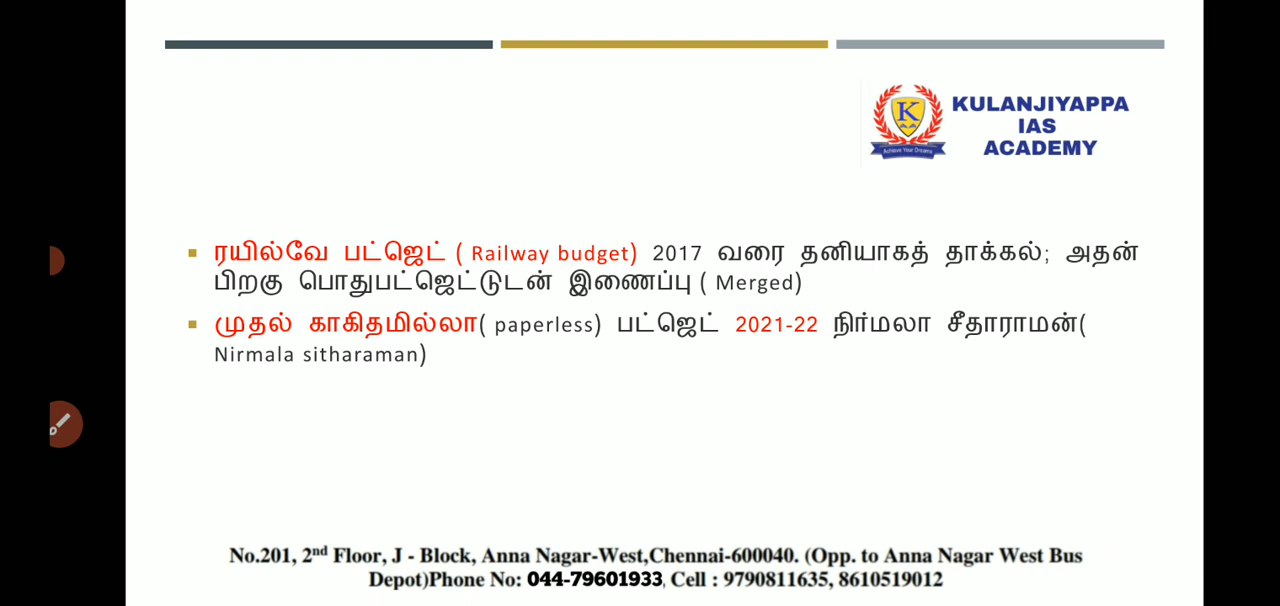 KULANJIYAPPA
IAS
ACADEMY
K
Achieve Your Dreams
ரயில்வே பட்ஜெட் ( Railway budget) 2017 வரை தனியாகத் தாக்கல்; அதன்
பிறகு பொதுபட்ஜெட்டுடன் இணைப்பு ( Merged)
முதல் காகிதமில்லா( paperless) பட்ஜெட் 2021-22 நிர்மலா சீதாராமன்(
Nirmala sitharaman)
No.201, 2nd Floor, J - Block, Anna Nagar-West,Chennai-600040. (Opp. to Anna Nagar West Bus
Depot)Phone No: 044-79601933, Cell : 9790811635, 8610519012